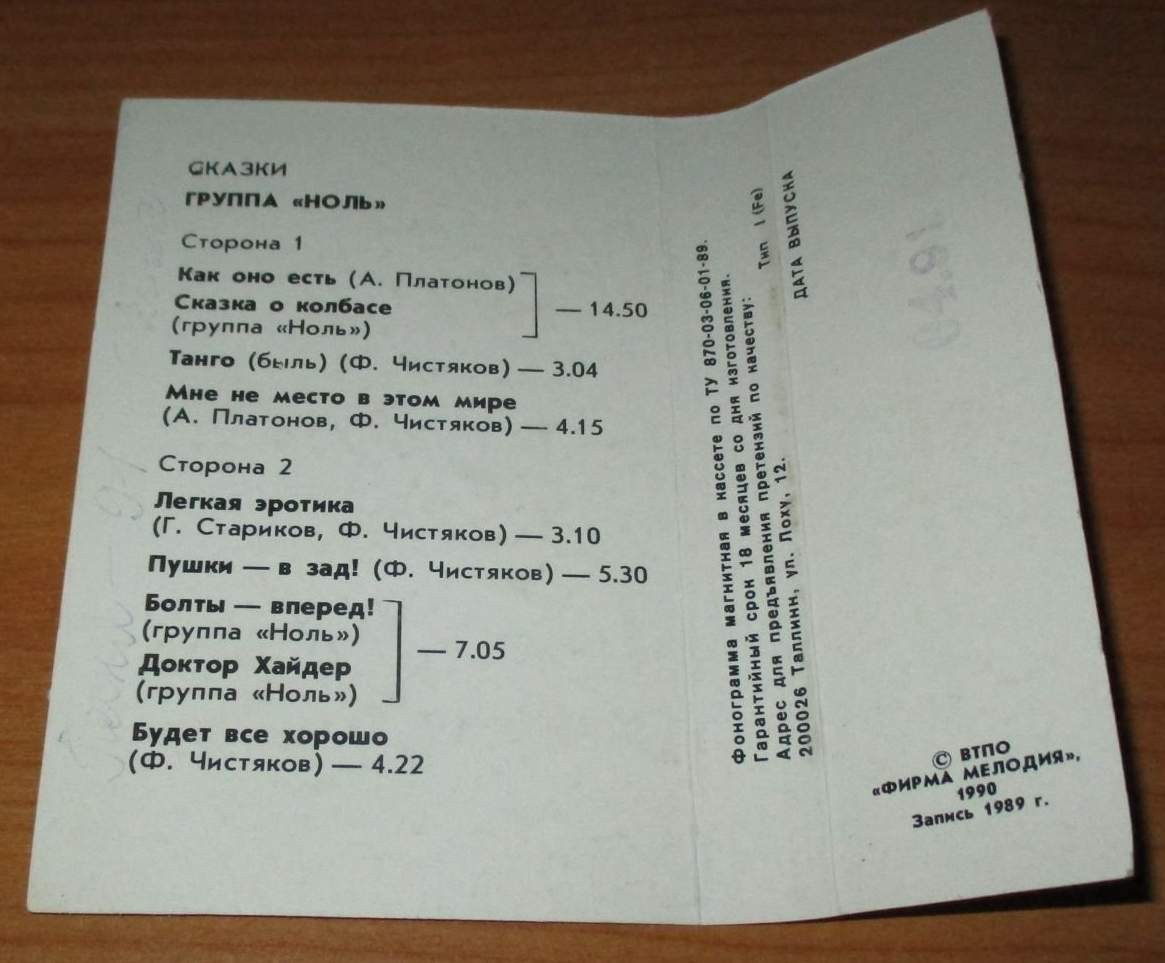 СКАЗКИ
ГРУППА «НОЛЬ»
Сторона 1
Как оно есть (А. Платонов)
Сказка о колбасе
(группа «Ноль»)
— 14.50
Танго (быль) (Ф. Чистяков) — 3.04
Мне не место в этом мире
(А. Платонов, Ф. Чистяков) — 4.15
Сторона 2
Легкая эротика
(Г. Стариков, Ф. Чистяков) — 3.10
Пушки — в зад! (Ф. Чистяков) — 5.30
Болты — вперед!
(группа «Ноль»)
Доктор Хайдер
(группа «Ноль»)
— 7.05
Будет все хорошо
(Ф. Чистяков) — 4.22
Фонограмма магнитная в кассете по ТУ 870-03-06-01-89.
Гарантийный срок 18 месяцев со дня изготовления.
Адрес для предъявления претензий по качеству: Тип I (Fe)
200026 Таллинн, ул. Лоху, 12. ДАТА ВЫПУСКА
© ВТПО
«ФИРМА МЕЛОДИЯ»,
1990
Запись 1989 г.